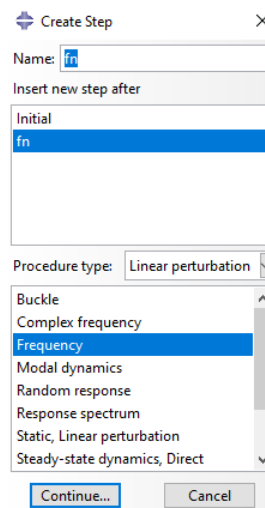 Create Step
Name: fn
Insert new step after
Initial
fn
Procedure type: Linear perturbation
Buckle
Complex frequency
Frequency
Modal dynamics
Random response
Response spectrum
Static, Linear perturbation
Steady-state dynamics, Direct
Continue... Cancel